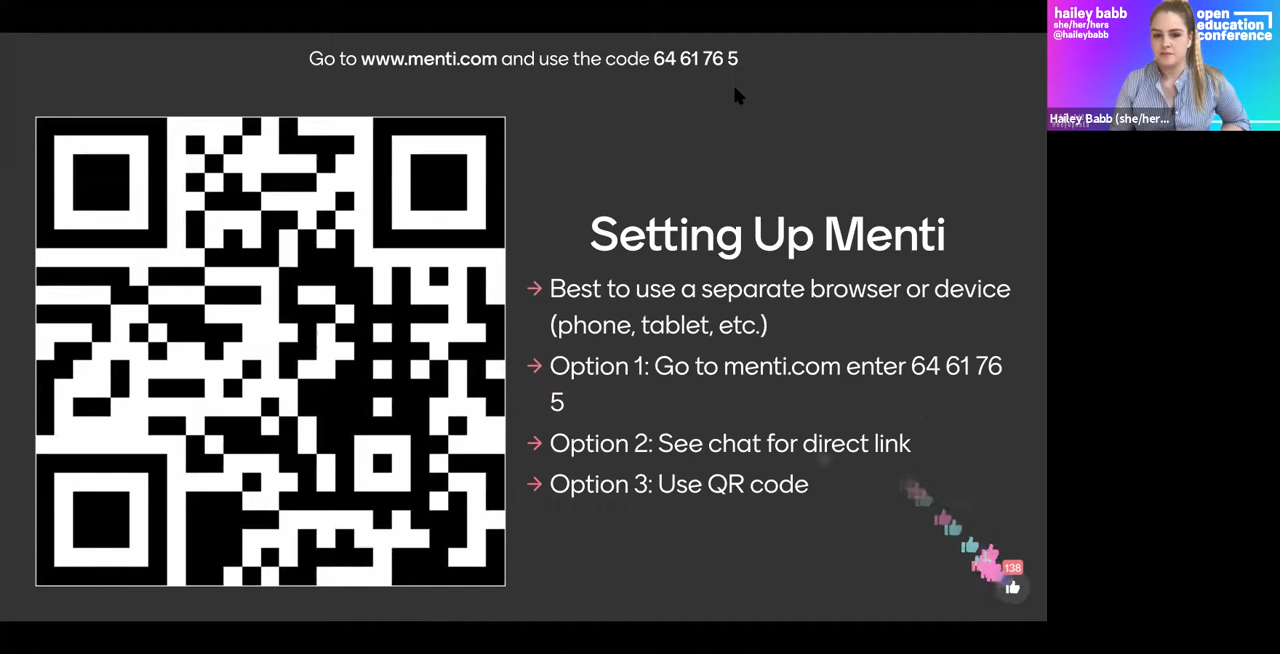 Go to www.menti.com and use the code 64 61 76 5
hailey babb
she/her/hers
@haileybabb
open
education
conference
Hailey Babb (she/her...
Setting Up Menti
→ Best to use a separate browser or device
(phone, tablet, etc.)
→ Option 1: Go to menti.com enter 64 61 76
5
→ Option 2: See chat for direct link
→ Option 3: Use QR code
138